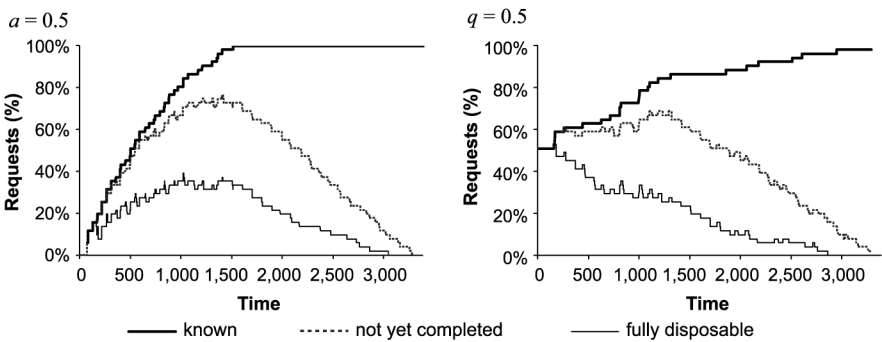 a = 0.5
100%
80%
60%
40%
20%
0%
Requests (%)
0
500
1,000
1,500
2,000
2,500
3,000
Time
q = 0.5
100%
80%
60%
40%
20%
0%
Requests (%)
0
500
1,000
1,500
2,000
2,500
3,000
Time
known
not yet completed
fully disposable